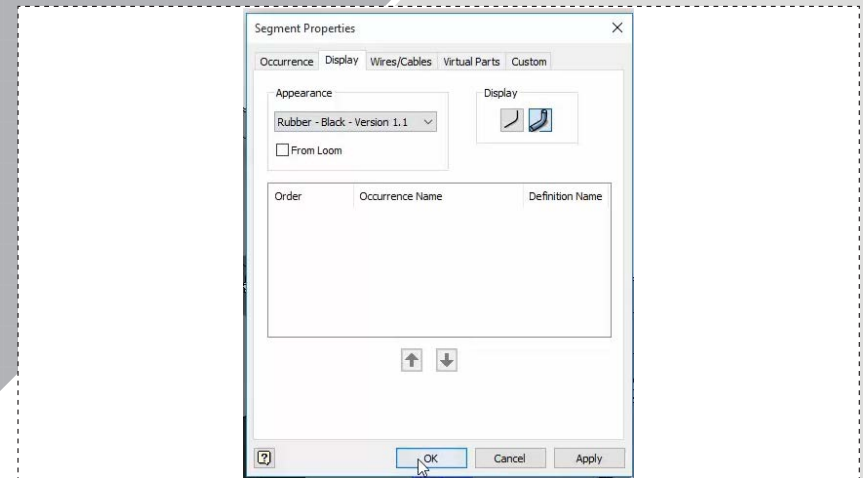 Segment Properties
Occurrence Display Wires/Cables Virtual Parts Custom
Appearance
Display
Rubber - Black - Version 1.1
From Loom
Order Occurrence Name Definition Name
OK Cancel Apply